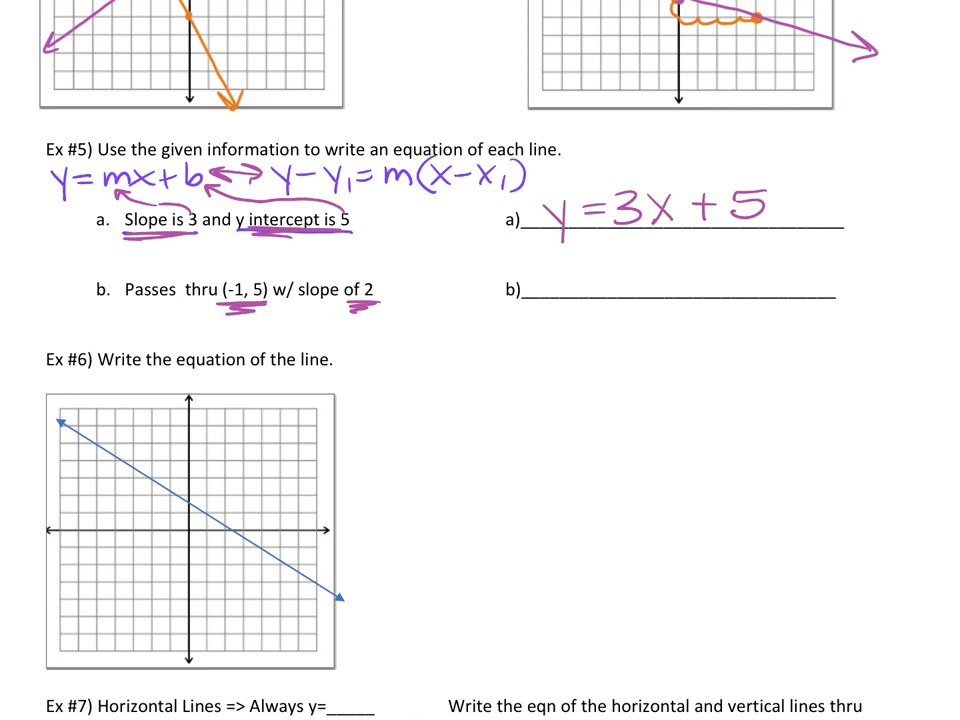 Ex #5) Use the given information to write an equation of each line.
y = mx + b ↔ y - y₁ = m(x - x₁)
a. Slope is 3 and y intercept is 5 a)______ y = 3x + 5
b. Passes thru (-1, 5) w/ slope of 2 b)______
Ex #6) Write the equation of the line.
Ex #7) Horizontal Lines => Always y=_____ Write the eqn of the horizontal and vertical lines thru